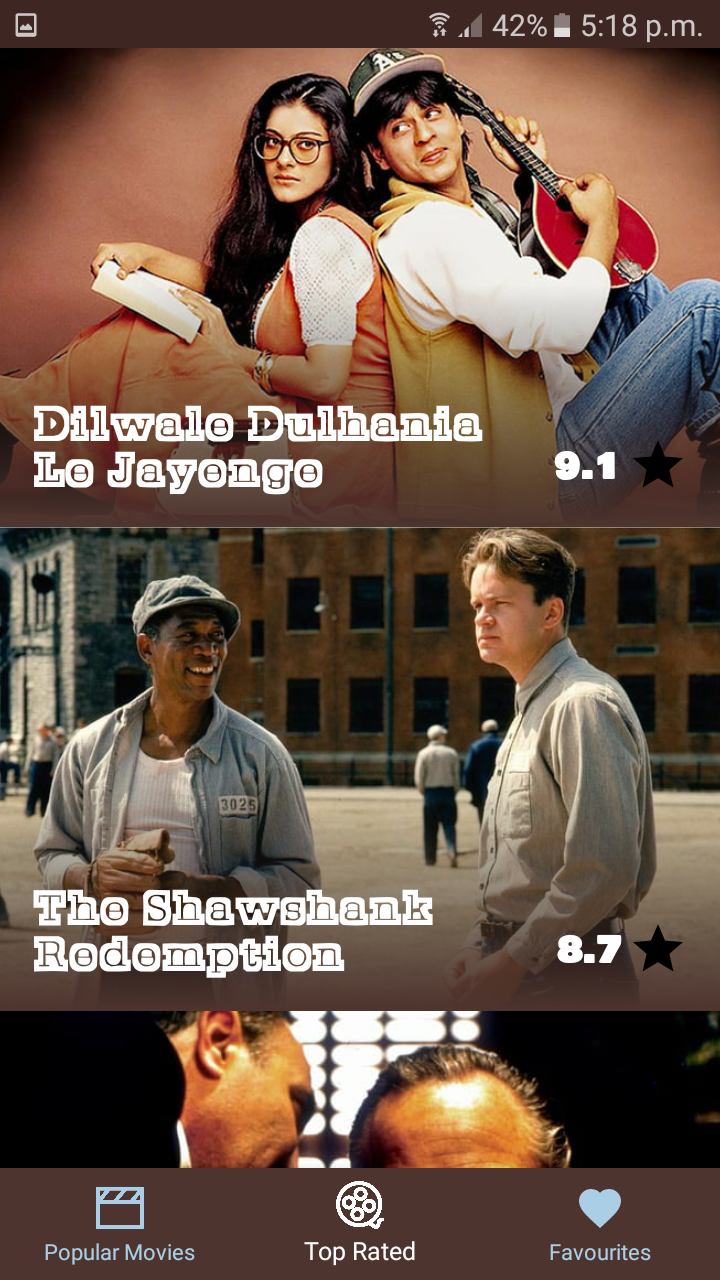 42% 5:18 p.m.
A's
Dilwale Dulhania
Le Jayenge
9.1
3025
The Shawshank
Redemption
8.7
Popular Movies
Top Rated
Favourites